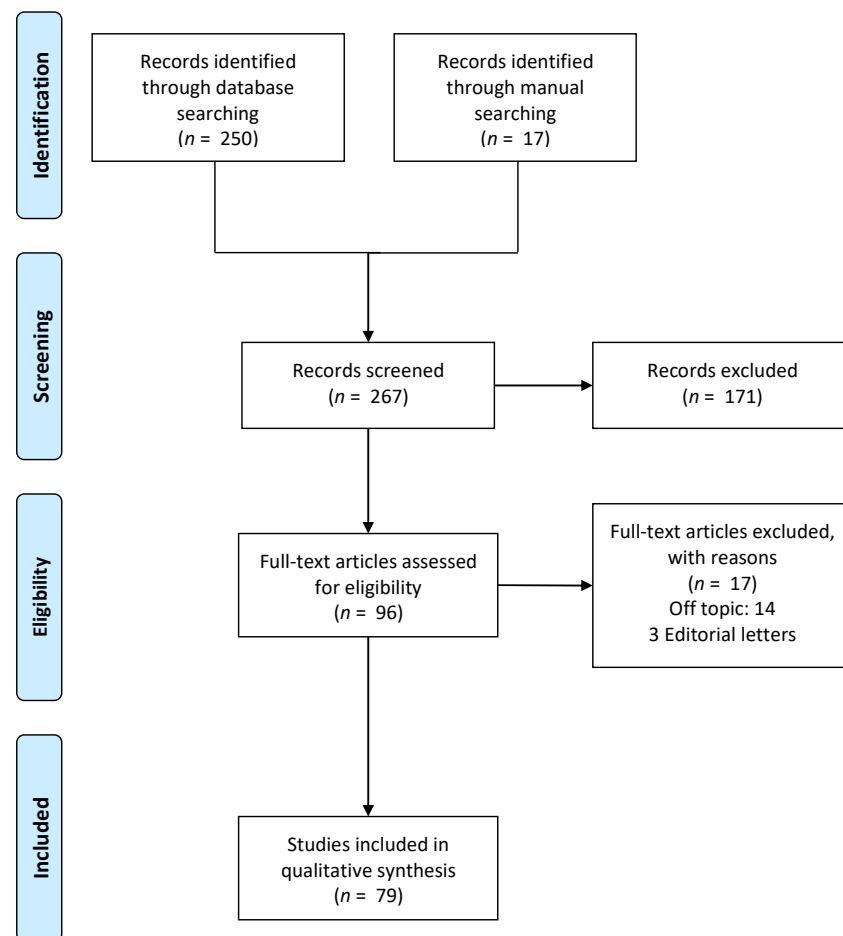 Identification
Records identified
through database
searching
(n = 250)
Records identified
through manual
searching
(n = 17)
Screening
Records screened
(n = 267)
Records excluded
(n = 171)
Eligibility
Full-text articles assessed
for eligibility
(n = 96)
Full-text articles excluded,
with reasons
(n = 17)
Off topic: 14
3 Editorial letters
Included
Studies included in
qualitative synthesis
(n = 79)